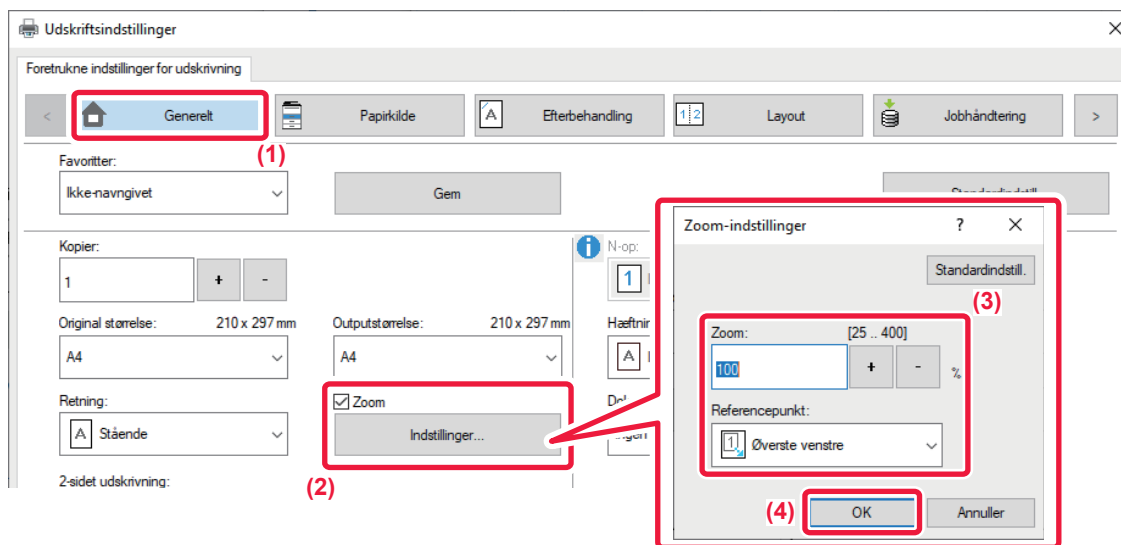 Udskriftsindstillinger
Foretrukne indstillinger for udskrivning
< Generelt Papirkilde Efterbehandling Layout Jobhåndtering >
(1)
Favoritter:
Ikke-navngivet Gem
Zoom-indstillinger ?
Standardindstill.
(3)
Kopier: N-op:
1 + - 1
Original størrelse: 210 x 297 mm Outputstørrelse: 210 x 297 mm
A4 A4
Zoom: [25 .. 400]
100 + - %
Retning: Zoom
Stående Indstillinger...
Referencepunkt:
Øverste venstre
(2)
2-sidet udskrivning:
(4) OK Annuller